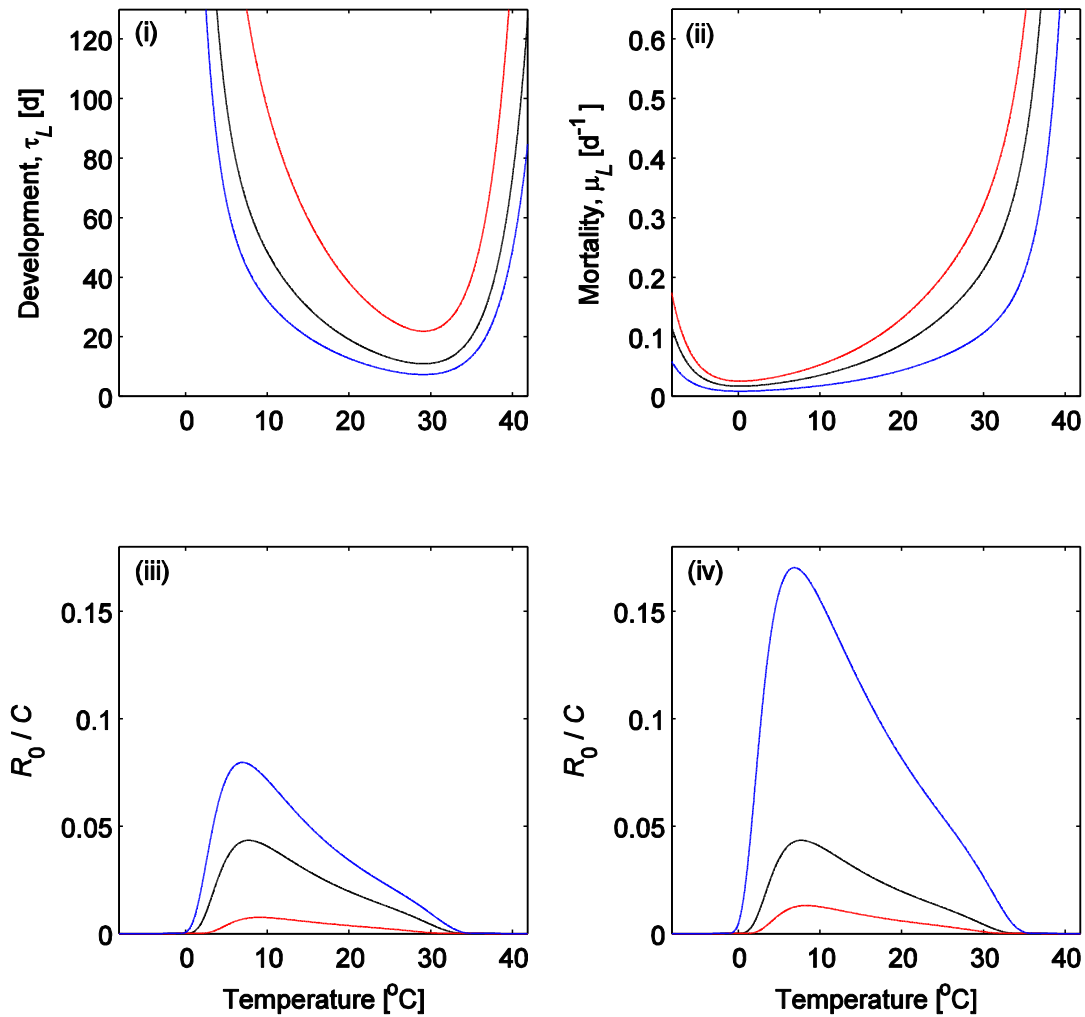 (i)
Development, τL [d]
120
100
80
60
40
20
0
0 10 20 30 40
(ii)
Mortality, μL [d-1 ]
0.6
0.5
0.4
0.3
0.2
0.1
0
0 10 20 30 40
(iii)
R0 / C
0.15
0.1
0.05
0
0 10 20 30 40
Temperature [oC]
(iv)
R0 / C
0.15
0.1
0.05
0
0 10 20 30 40
Temperature [oC]